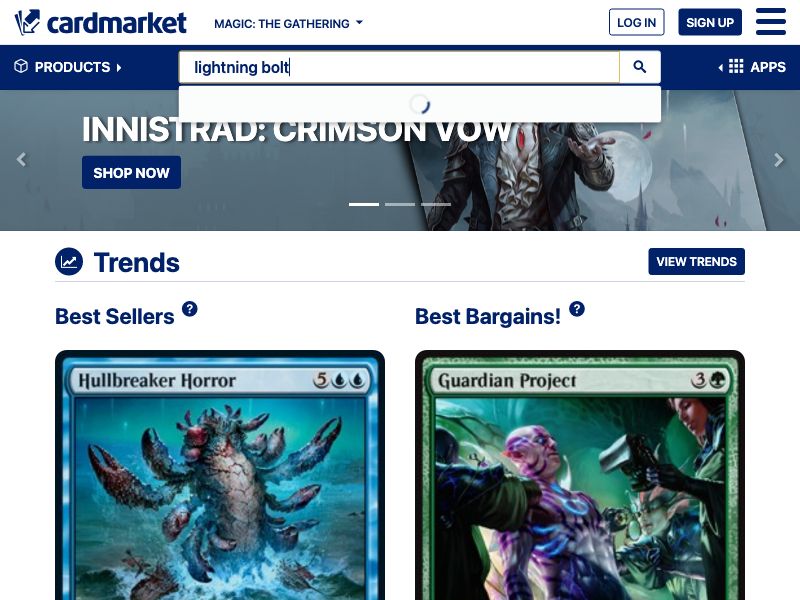 cardmarket
MAGIC: THE GATHERING
LOG IN
SIGN UP
PRODUCTS
lightning bolt
APPS
INNISTRAD: CRIMSON VOW
SHOP NOW
Trends
VIEW TRENDS
Best Sellers ?
Best Bargains! ?
Hullbreaker Horror 5
Guardian Project 3